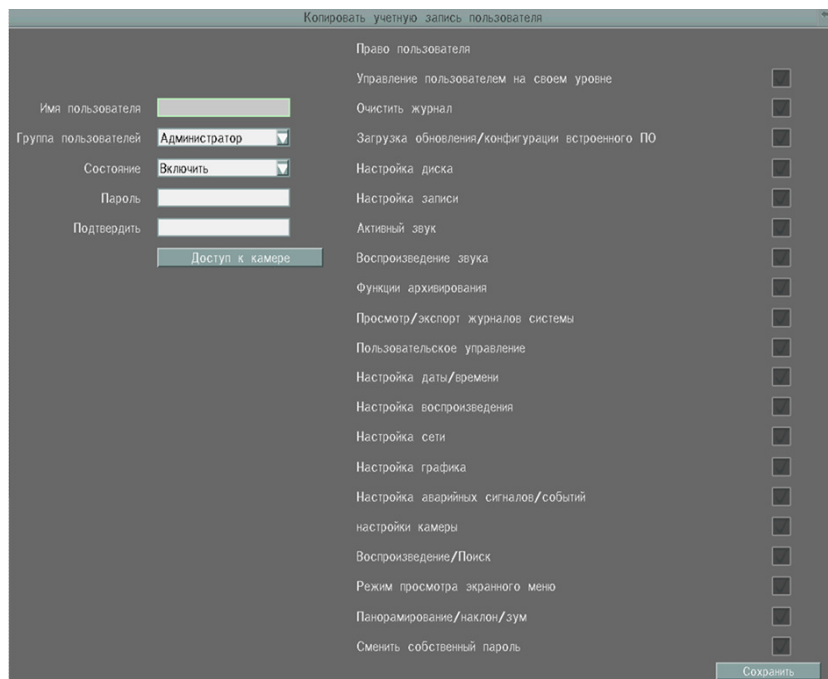 Копировать учетную запись пользователя
Право пользователя
Управление пользователем на своем уровне
Имя пользователя
Очистить журнал
Группа пользователей Администратор
Загрузка обновления/конфигурации встроенного ПО
Состояние Включить
Настройка диска
Пароль
Настройка записи
Подтвердить
Активный звук
Доступ к камере
Воспроизведение звука
Функции архивирования
Просмотр/экспорт журналов системы
Пользовательское управление
Настройка даты/времени
Настройка воспроизведения
Настройка сети
Настройка графика
Настройка аварийных сигналов/событий
настройки камеры
Воспроизведение/Поиск
Режим просмотра экранного меню
Панорамирование/наклон/зум
Сменить собственный пароль
Сохранить